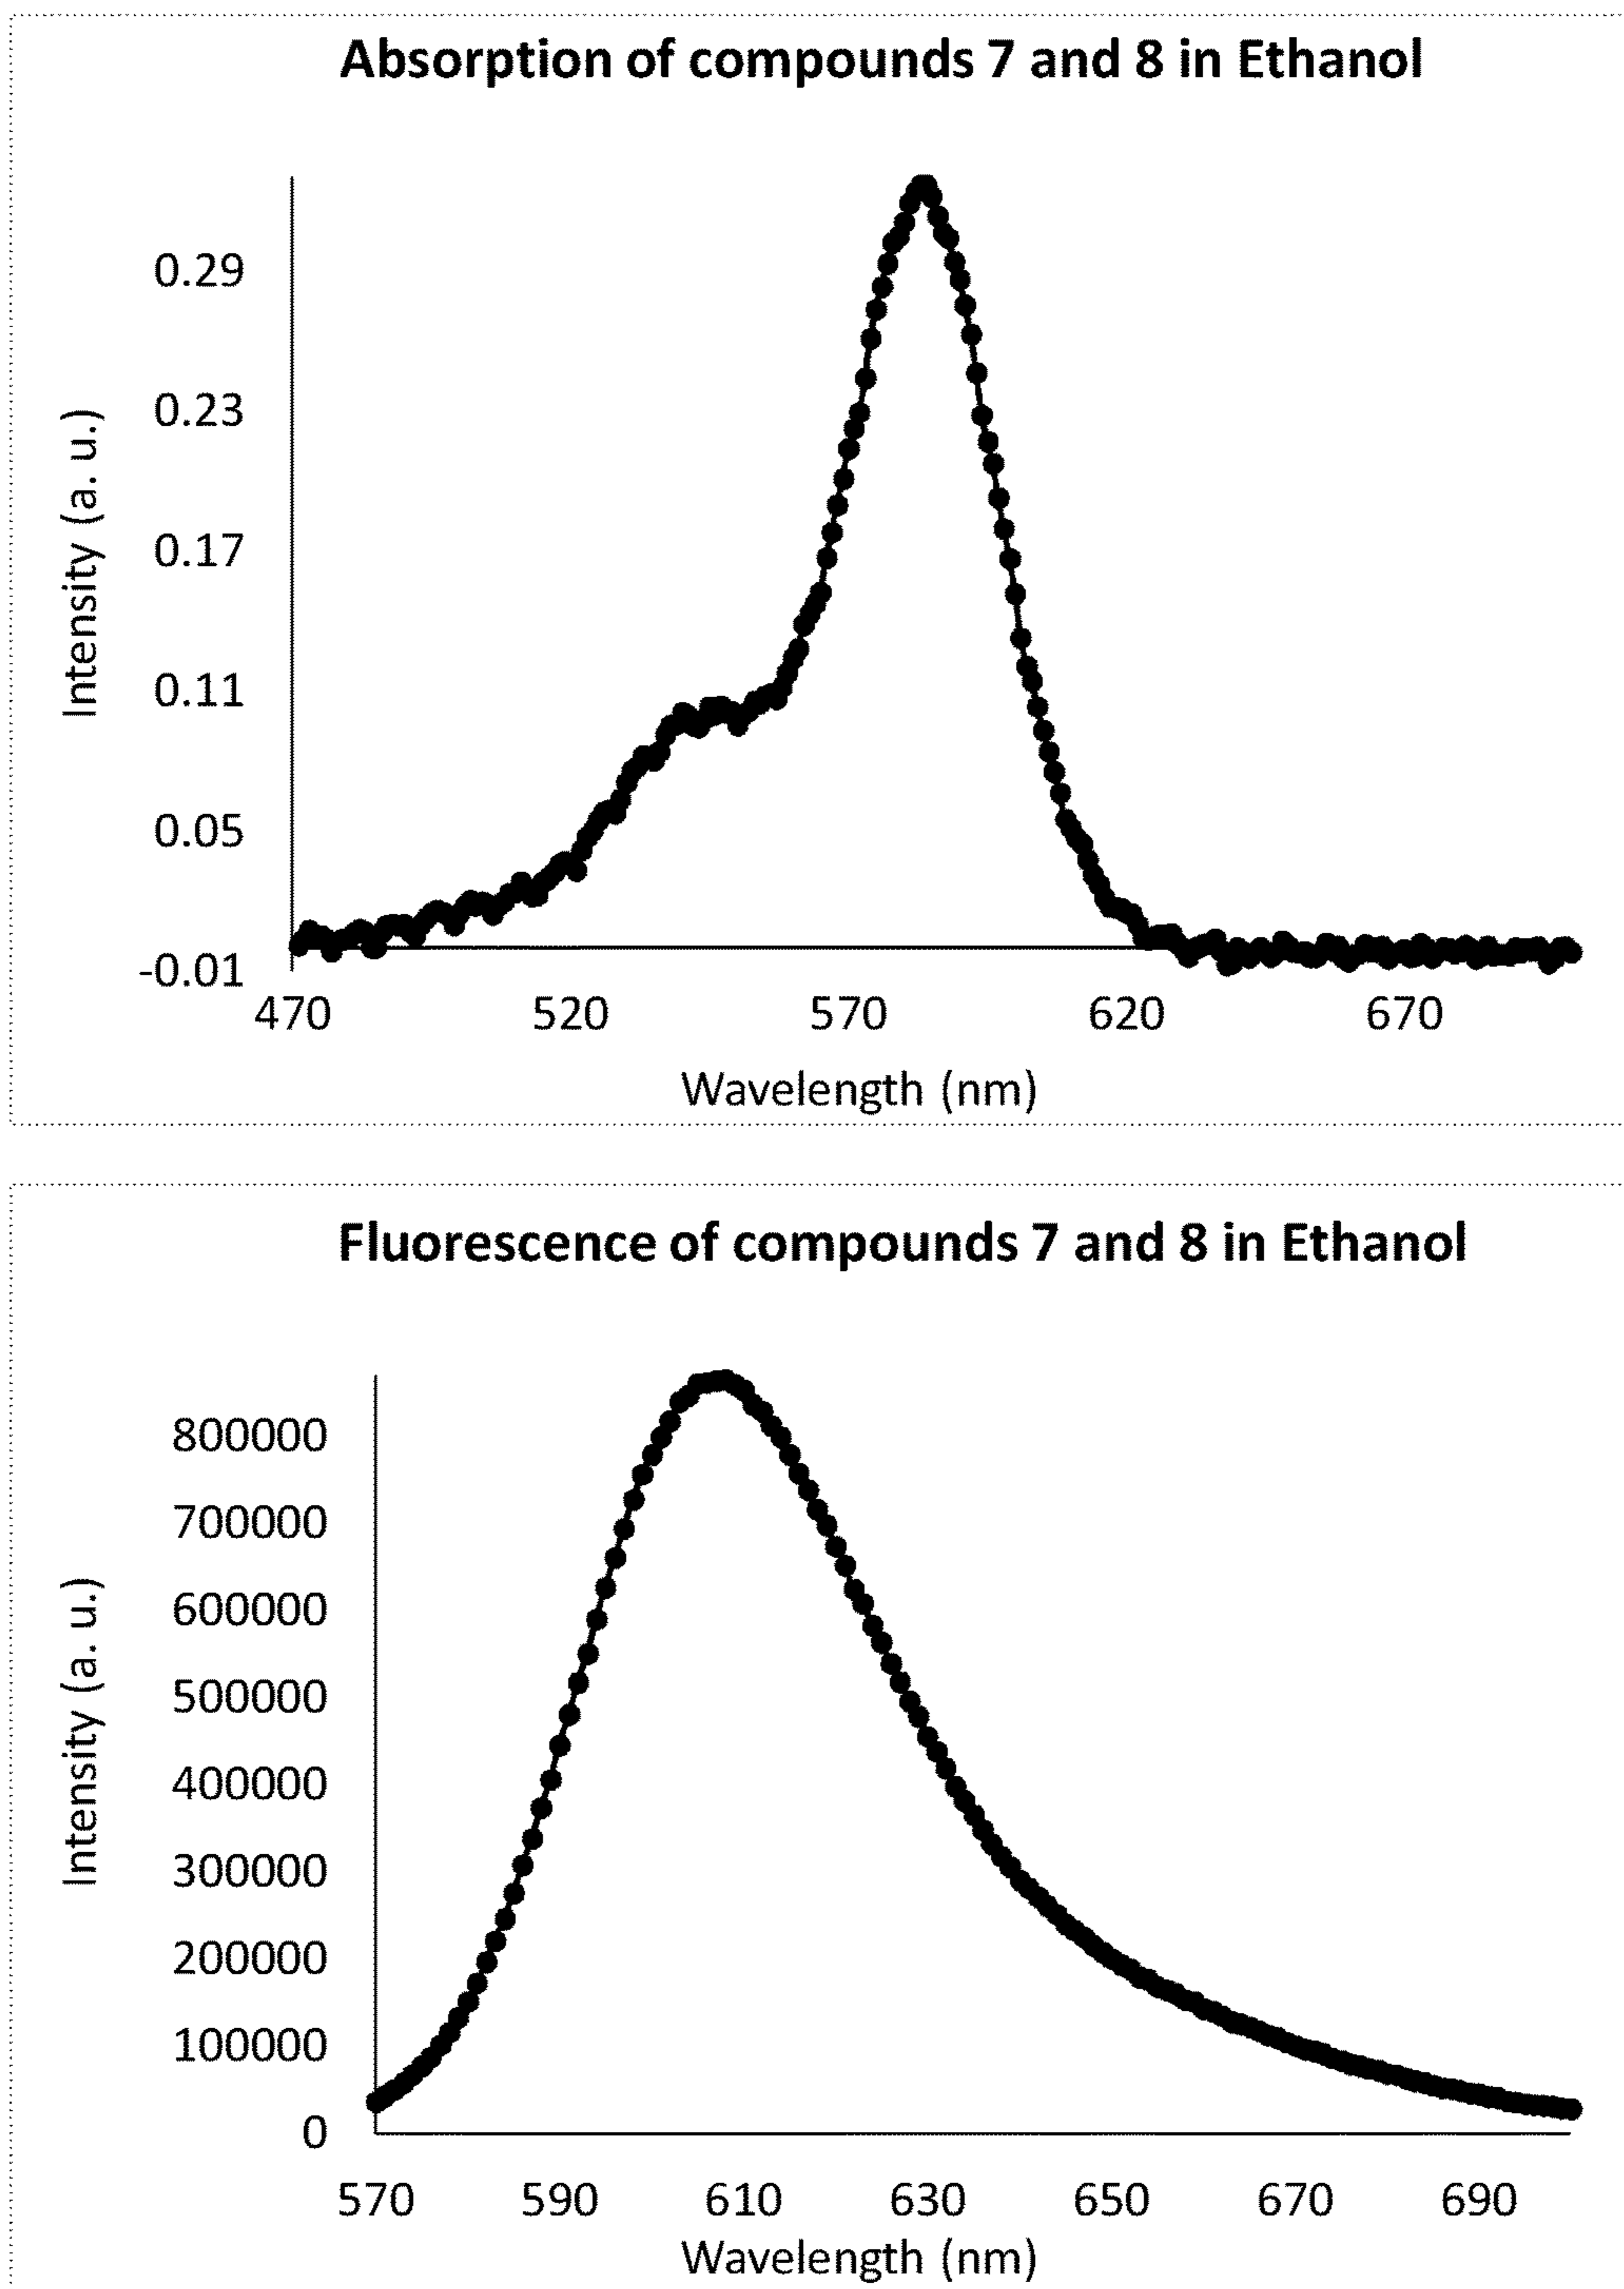 Absorption of compounds 7 and 8 in Ethanol
Intensity (a. u.)
0.29
0.23
0.17
0.11
0.05
-0.01
470 520 570 620 670
Wavelength (nm)
Fluorescence of compounds 7 and 8 in Ethanol
Intensity (a. u.)
800000
700000
600000
500000
400000
300000
200000
100000
0
570 590 610 630 650 670 690
Wavelength (nm)